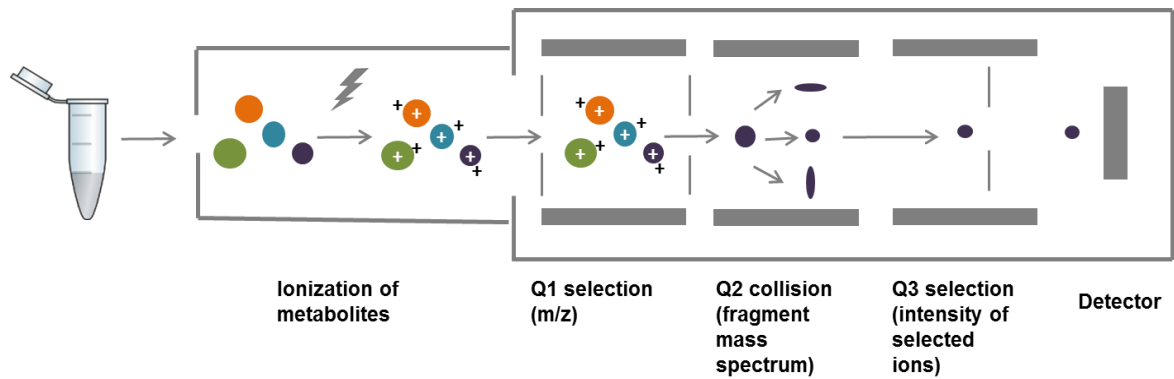 Ionization of
metabolites
Q1 selection
(m/z)
Q2 collision
(fragment
mass
spectrum)
Q3 selection
(intensity of
selected
ions)
Detector